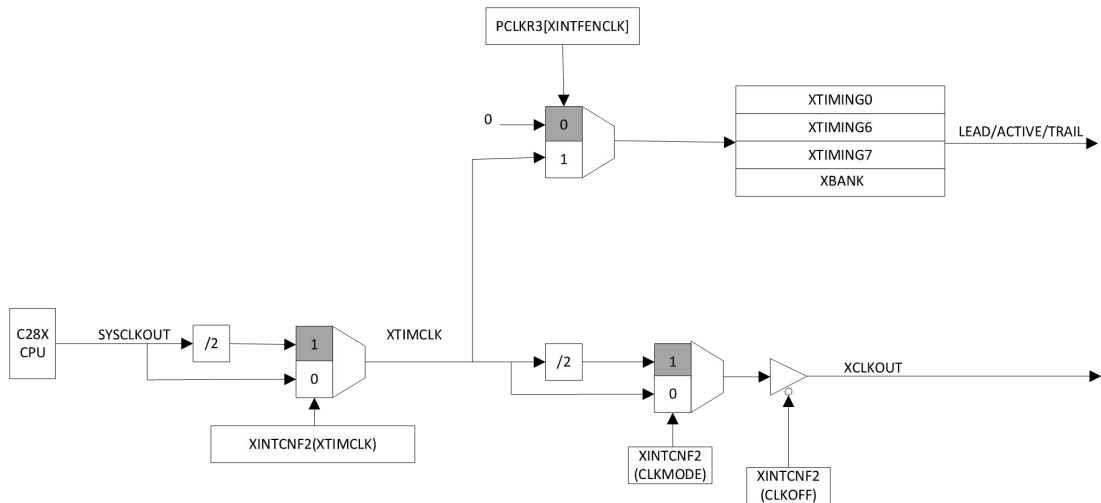 PCLKR3[XINTFENCLK]
0
0
1
XTIMING0
XTIMING6
XTIMING7
XBANK
LEAD/ACTIVE/TRAIL
C28X
CPU
SYSCLKOUT
/2
1
0
XTIMCLK
XINTCNF2(XTIMCLK)
/2
1
0
XINTCNF2
(CLKMODE)
XCLKOUT
XINTCNF2
(CLKOFF)